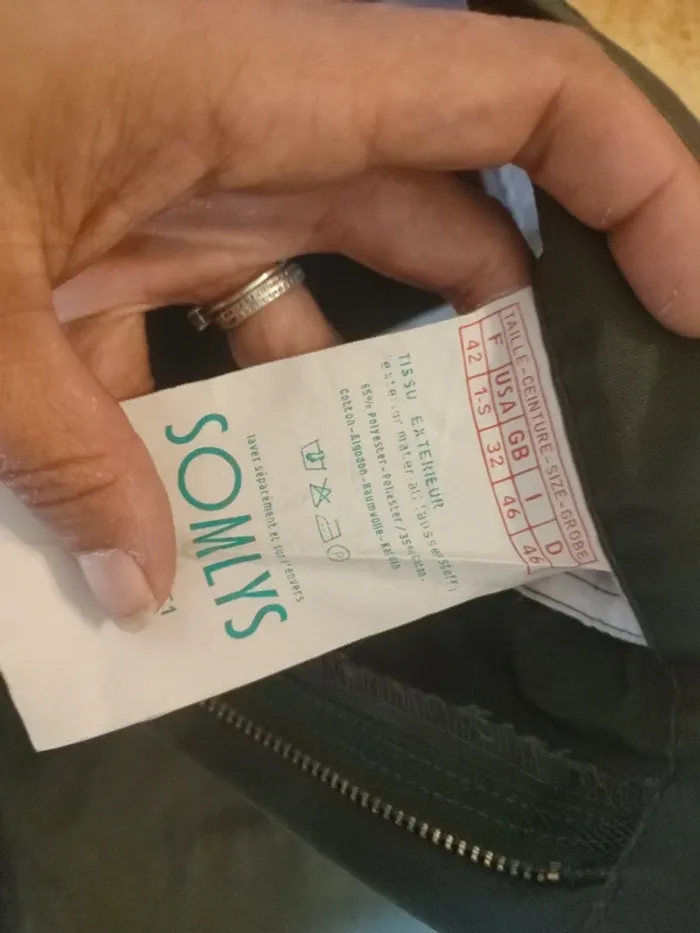 TAILLE-CEINTURE-SIZE-GROBE
F USA GB I D
42 1-S 32 46 46
TISSU EXTERIEUR
65% Polyester-Poliester / 35% Coton-
Cotton-Algodon-Baumwolle-Katoen
P
laver séparément et sur l'envers
SOMLYS